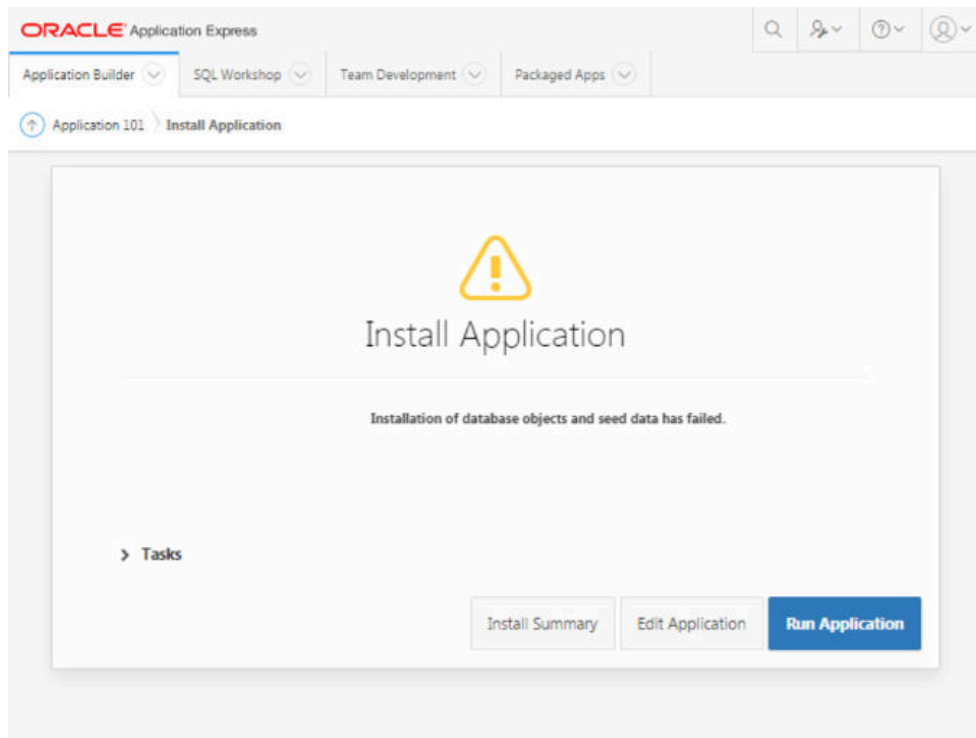 ORACLE Application Express
Application Builder SQL Workshop Team Development Packaged Apps
Application 101 Install Application
Install Application
Installation of database objects and seed data has failed.
Tasks
Install Summary Edit Application Run Application